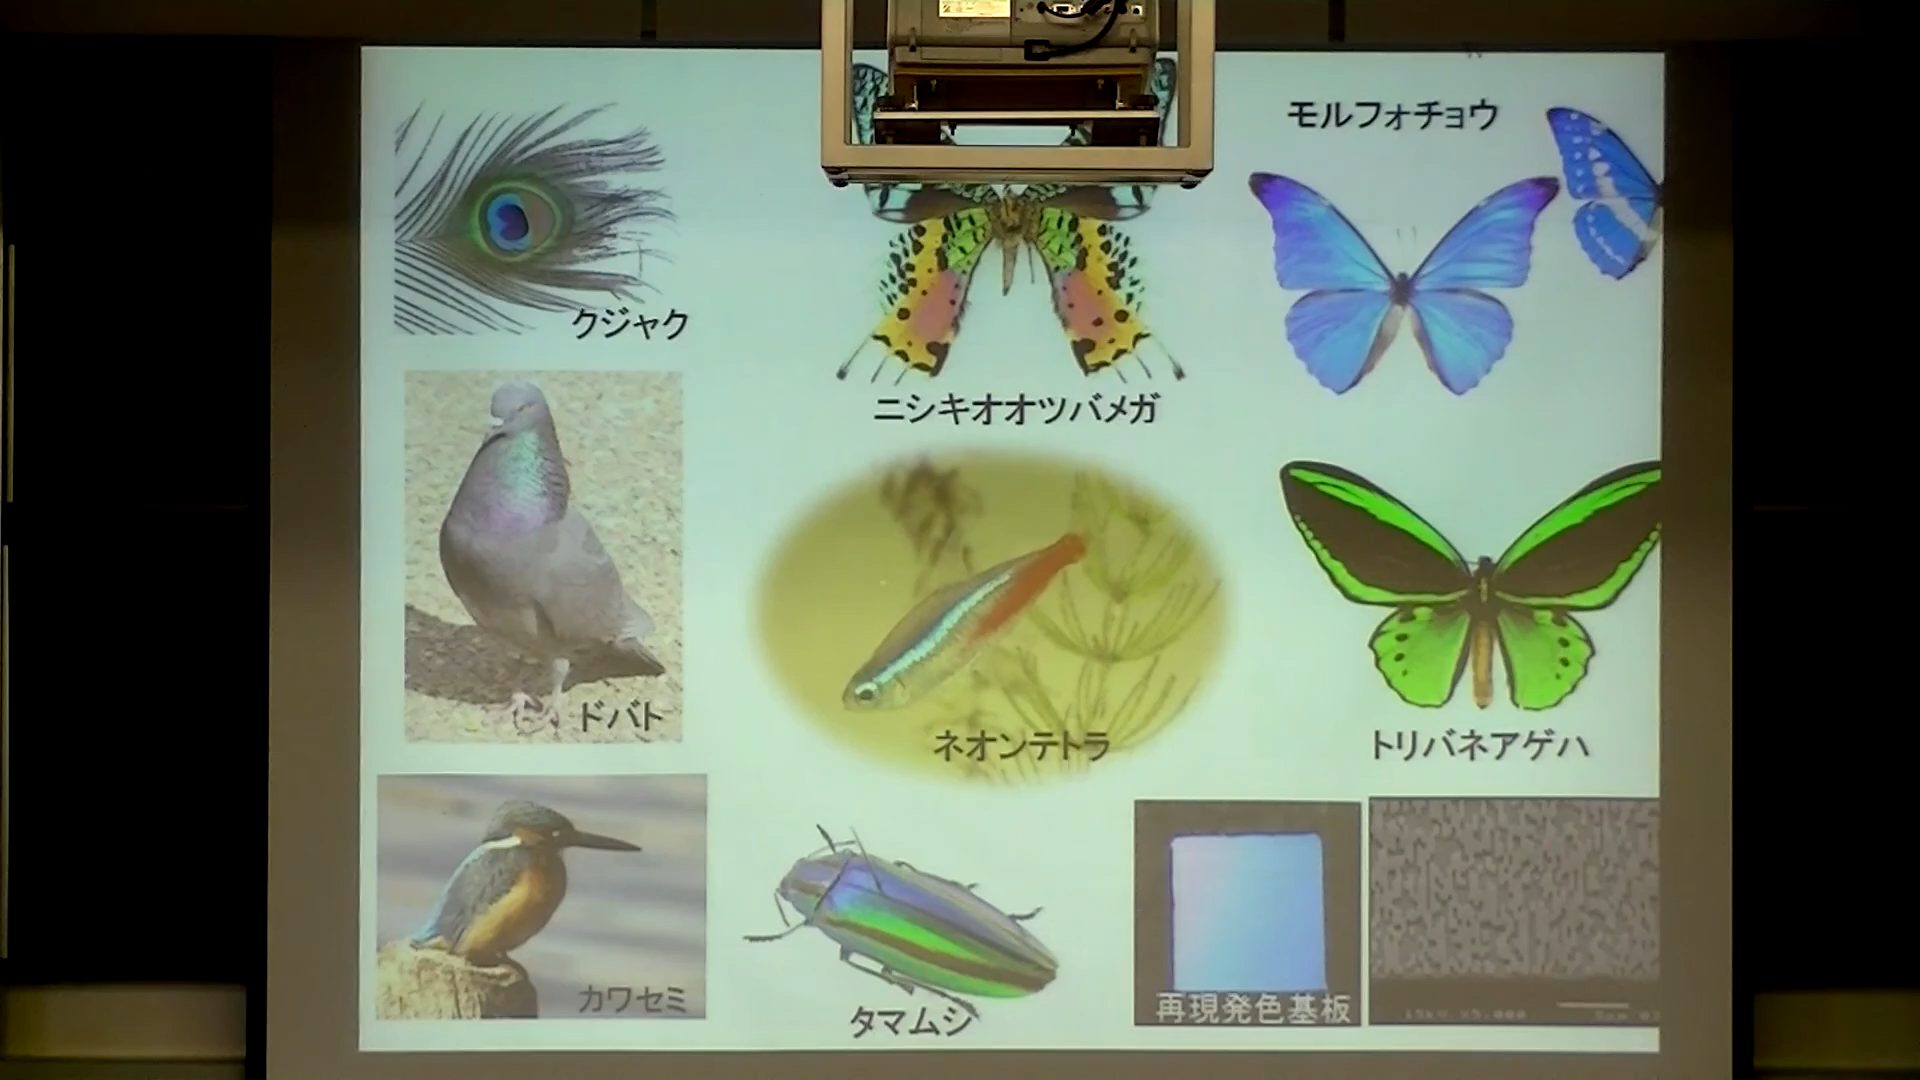 モルフォチョウ
クジャク
ニシキオオツバメガ
ドバト
ネオンテトラ
トリバネアゲハ
カワセミ
タマムシ
再現発色基板